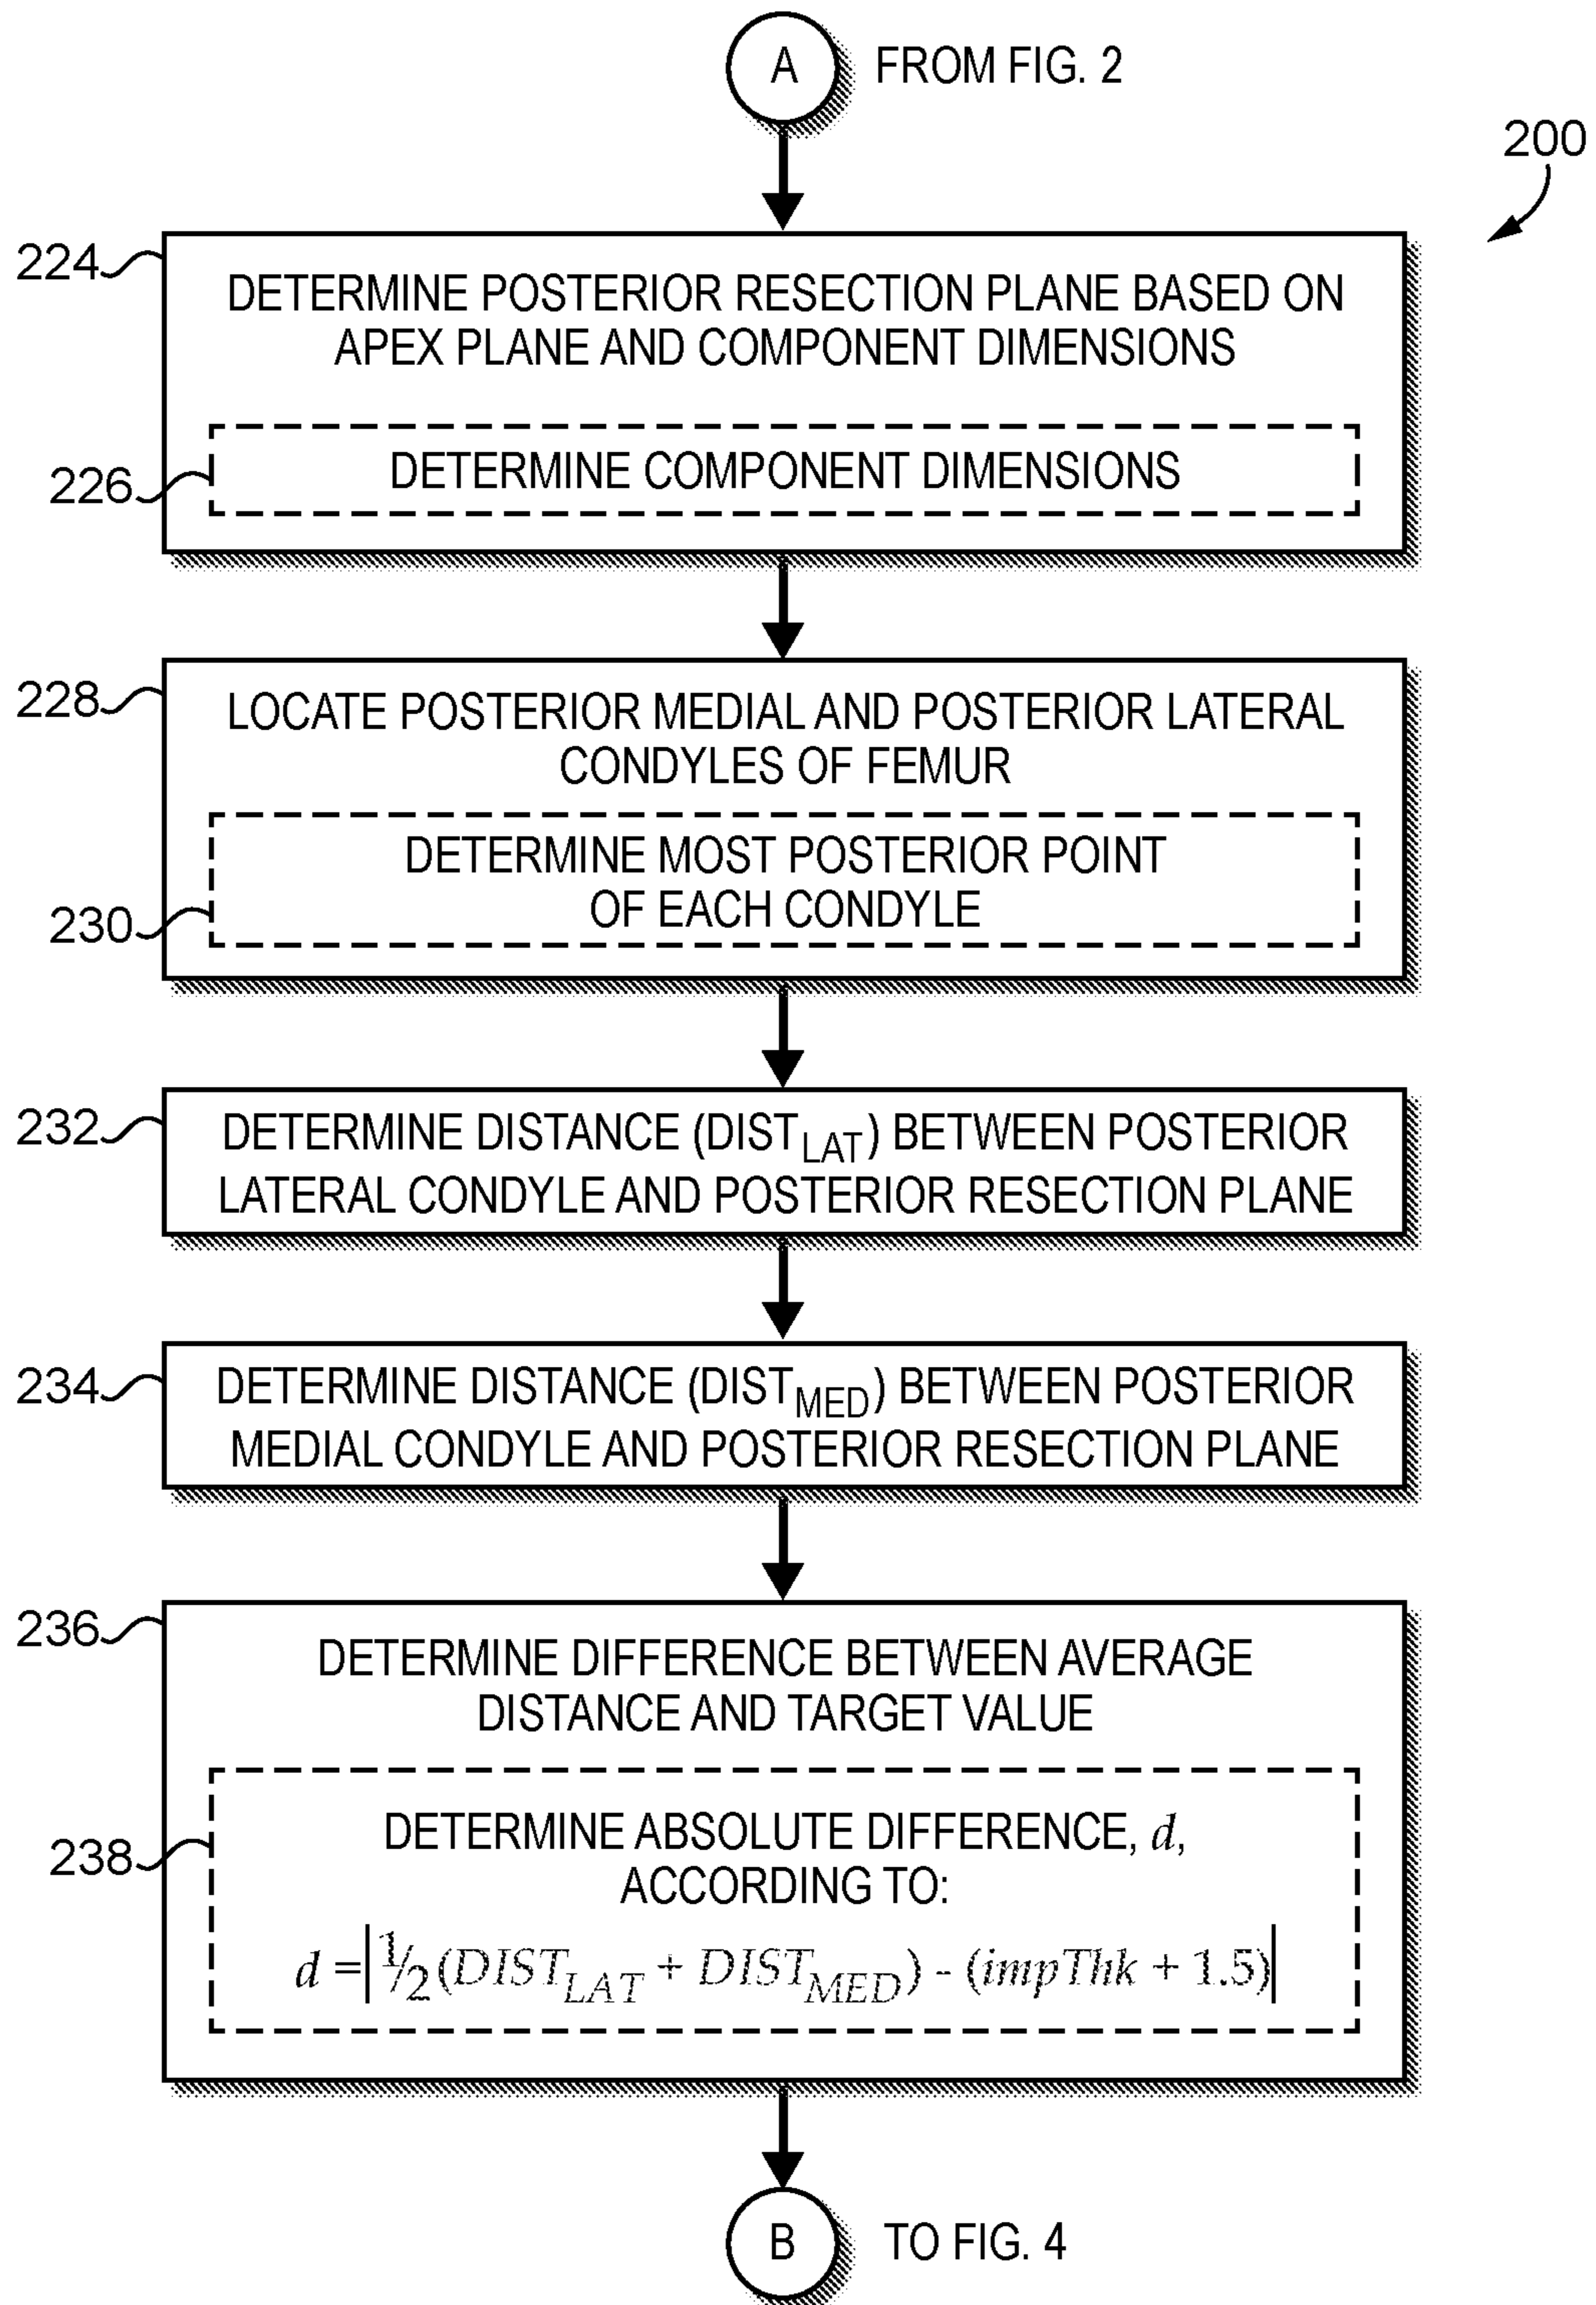 A FROM FIG. 2
200
224
DETERMINE POSTERIOR RESECTION PLANE BASED ON
APEX PLANE AND COMPONENT DIMENSIONS
226
DETERMINE COMPONENT DIMENSIONS
228
LOCATE POSTERIOR MEDIAL AND POSTERIOR LATERAL
CONDYLES OF FEMUR
230
DETERMINE MOST POSTERIOR POINT
OF EACH CONDYLE
232
DETERMINE DISTANCE (DIST_LAT) BETWEEN POSTERIOR
LATERAL CONDYLE AND POSTERIOR RESECTION PLANE
234
DETERMINE DISTANCE (DIST_MED) BETWEEN POSTERIOR
MEDIAL CONDYLE AND POSTERIOR RESECTION PLANE
236
DETERMINE DIFFERENCE BETWEEN AVERAGE
DISTANCE AND TARGET VALUE
238
DETERMINE ABSOLUTE DIFFERENCE, d,
ACCORDING TO:
d = |1/2(DIST_LAT + DIST_MED) - (impThk + 1.5)|
B TO FIG. 4